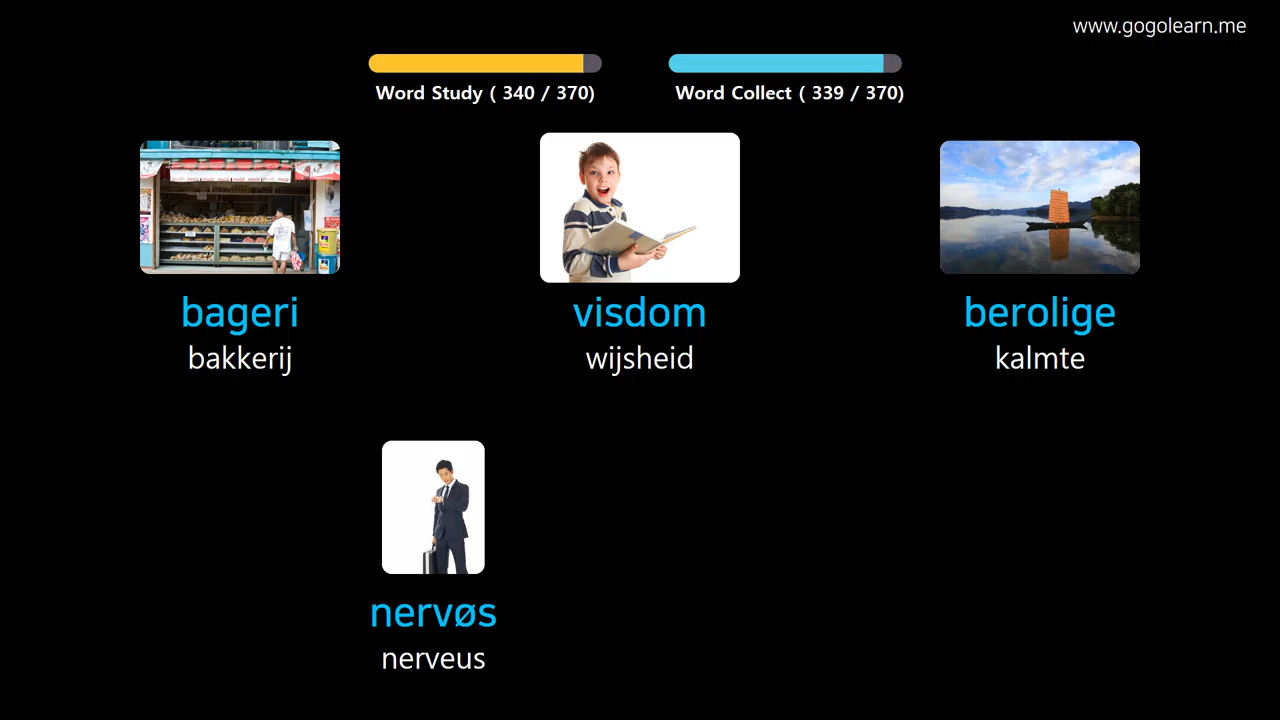 www.gogolearn.me
Word Study ( 340 / 370)
Word Collect ( 339 / 370)
bageri
bakkerij
visdom
wijsheid
berolige
kalmte
nervøs
nerveus